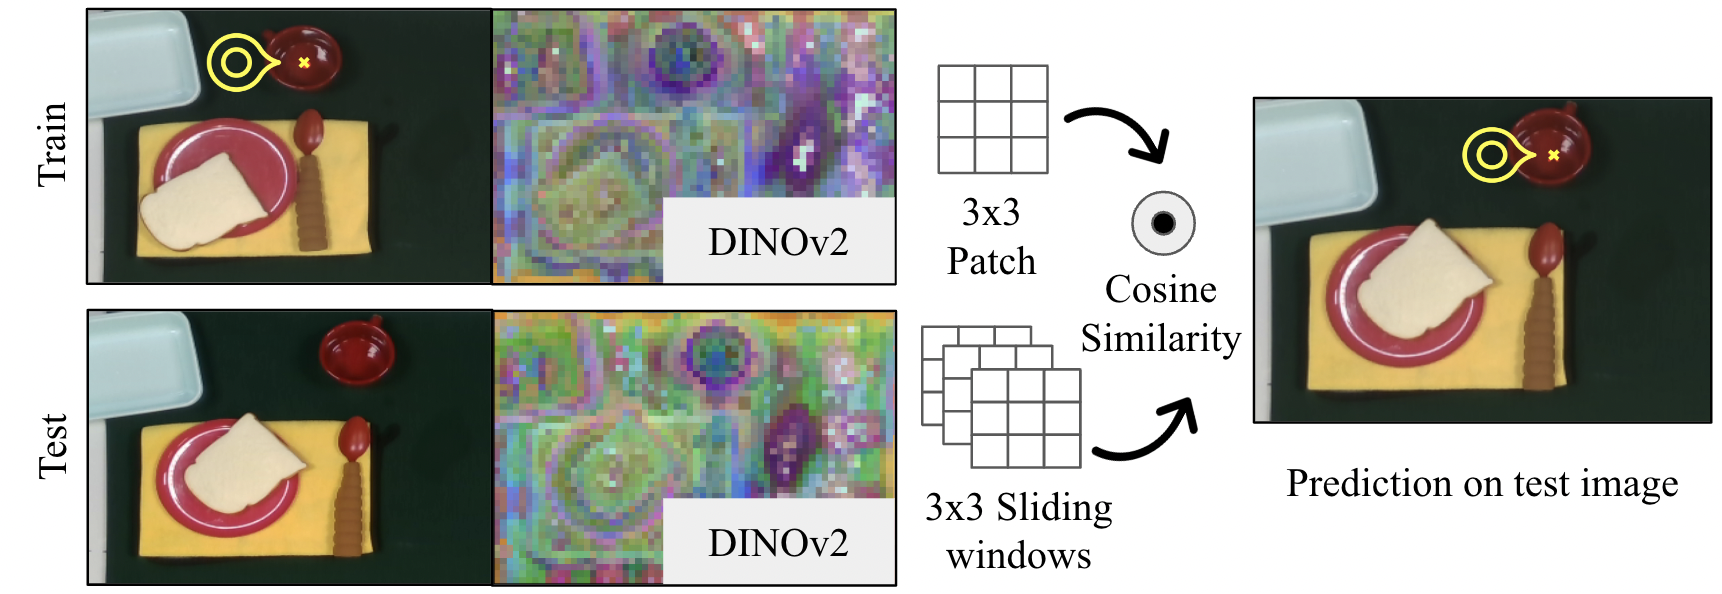 Train
DINOv2
Test
DINOv2
3x3
Patch
3x3 Sliding
windows
Cosine
Similarity
Prediction on test image